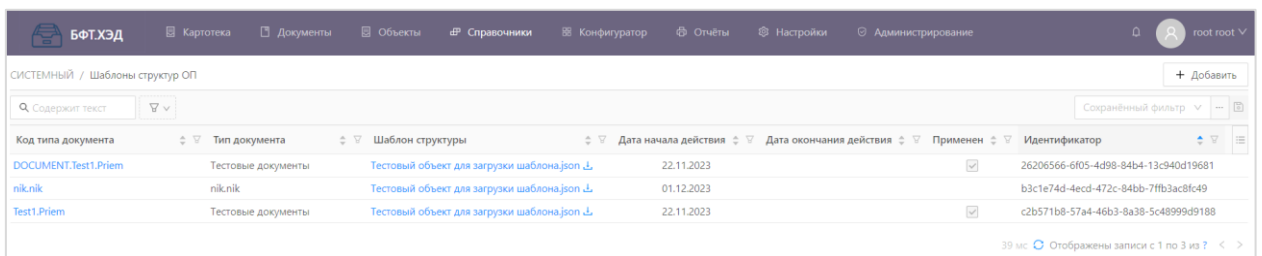 БФТ.ХЭД Картотека Документы Объекты Справочники Конфигуратор Отчёты Настройки Администрирование root root
СИСТЕМНЫЙ / Шаблоны структур ОП + Добавить
Содержит текст Сохранённый фильтр ...
Код типа документа Тип документа Шаблон структуры Дата начала действия Дата окончания действия Применен Идентификатор
DOCUMENT.Test1.Priem Тестовые документы Тестовый объект для загрузки шаблона.json 22.11.2023 26206566-6f05-4d98-84b4-13c940d19681
nik.nik nik.nik Тестовый объект для загрузки шаблона.json 01.12.2023 b3c1e74d-4ecd-472c-84bb-7ffb3ac8fc49
Test1.Priem Тестовые документы Тестовый объект для загрузки шаблона.json 22.11.2023 c2b571b8-57a4-46b3-8a38-5c48999d9188
39 мс Отображены записи с 1 по 3 из ? < >